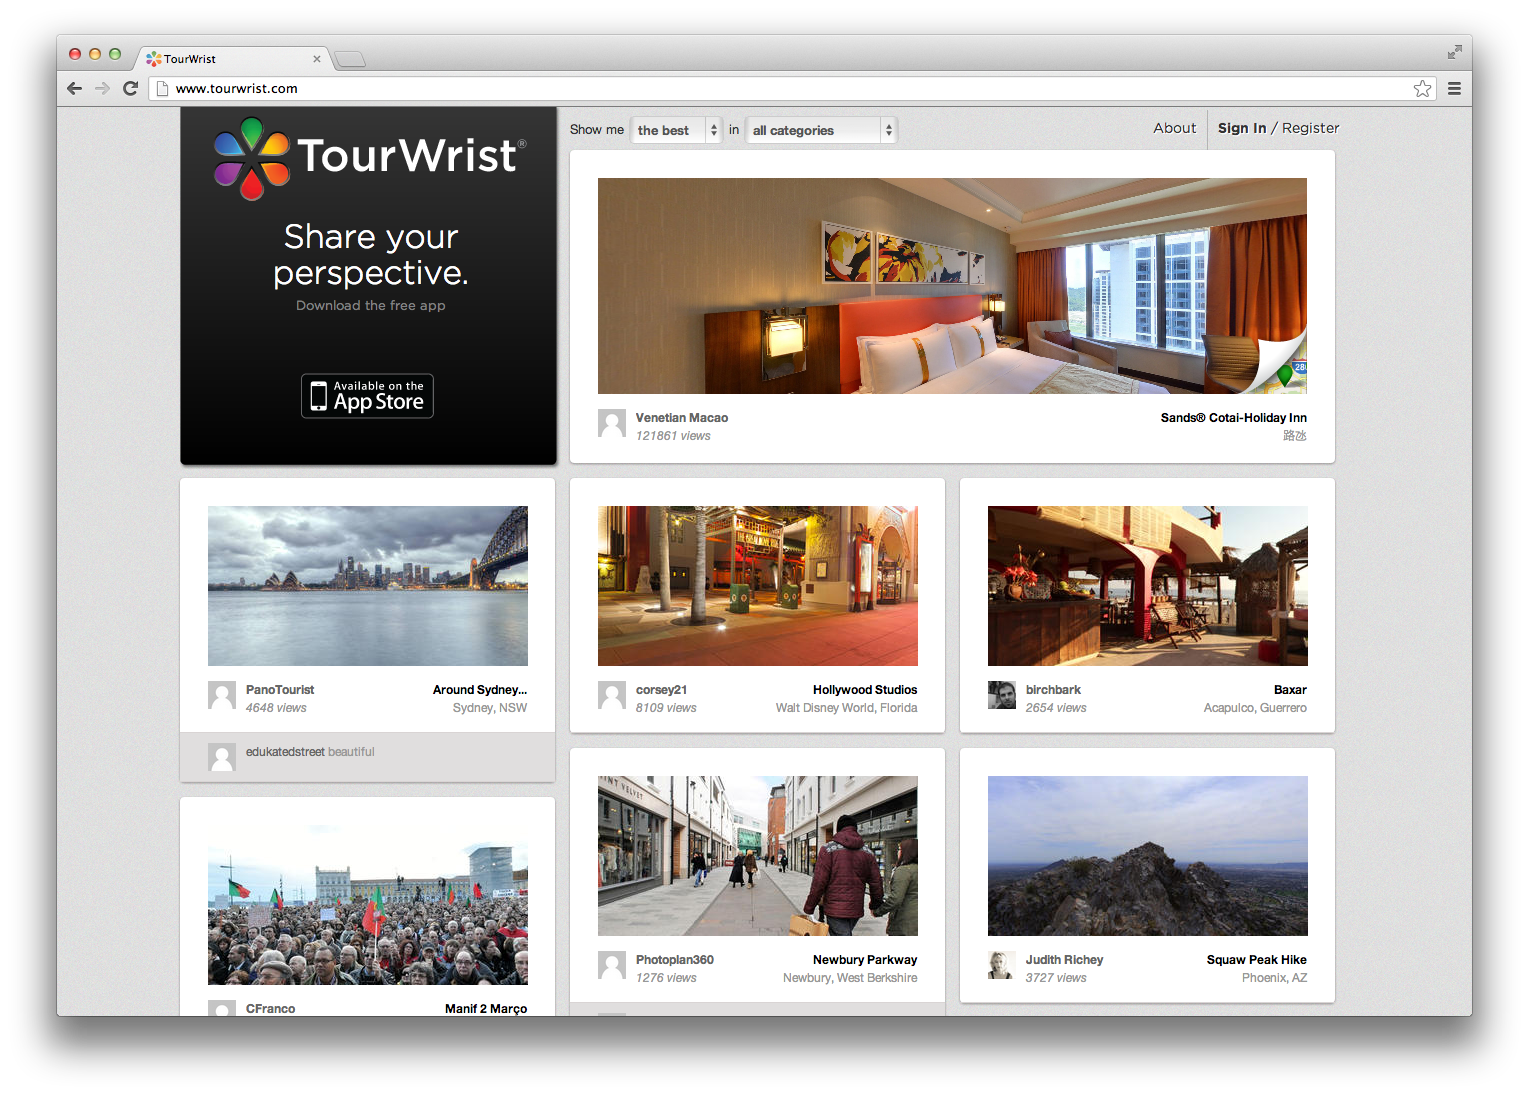 TourWrist
www.tourwrist.com
TourWrist®
Share your
perspective.
Download the free app
Available on the
App Store
Show me the best in all categories
About Sign In / Register
28
Venetian Macao Sands® Cotai-Holiday Inn
121861 views 路氹
PanoTourist Around Sydney...
4648 views Sydney, NSW
edukatedstreet beautiful
corsey21 Hollywood Studios
8109 views Walt Disney World, Florida
birchbark Baxar
2654 views Acapulco, Guerrero
CFranco Manif 2 Março
VELVET
Photoplan360 Newbury Parkway
1276 views Newbury, West Berkshire
Judith Richey Squaw Peak Hike
3727 views Phoenix, AZ